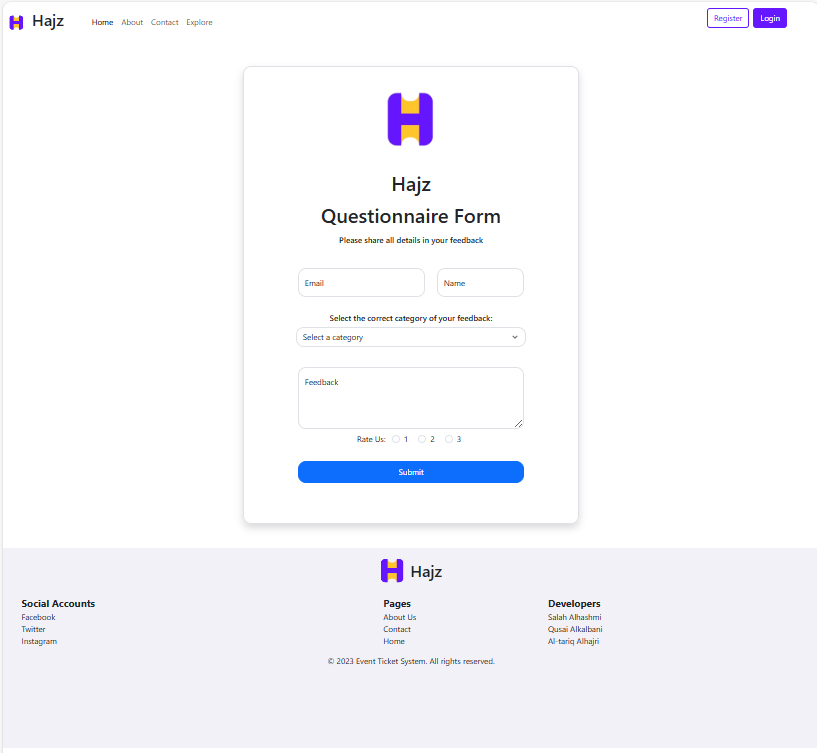 Hajz Home About Contact Explore Register Login
Hajz
Questionnaire Form
Please share all details in your feedback
Email Name
Select the correct category of your feedback:
Select a category
Feedback
Rate Us: 1 2 3
Submit
Hajz
Social Accounts
Facebook
Twitter
Instagram
Pages
About Us
Contact
Home
Developers
Salah Alhashmi
Qusai Alkalbani
Al-tariq Alhajri
© 2023 Event Ticket System. All rights reserved.